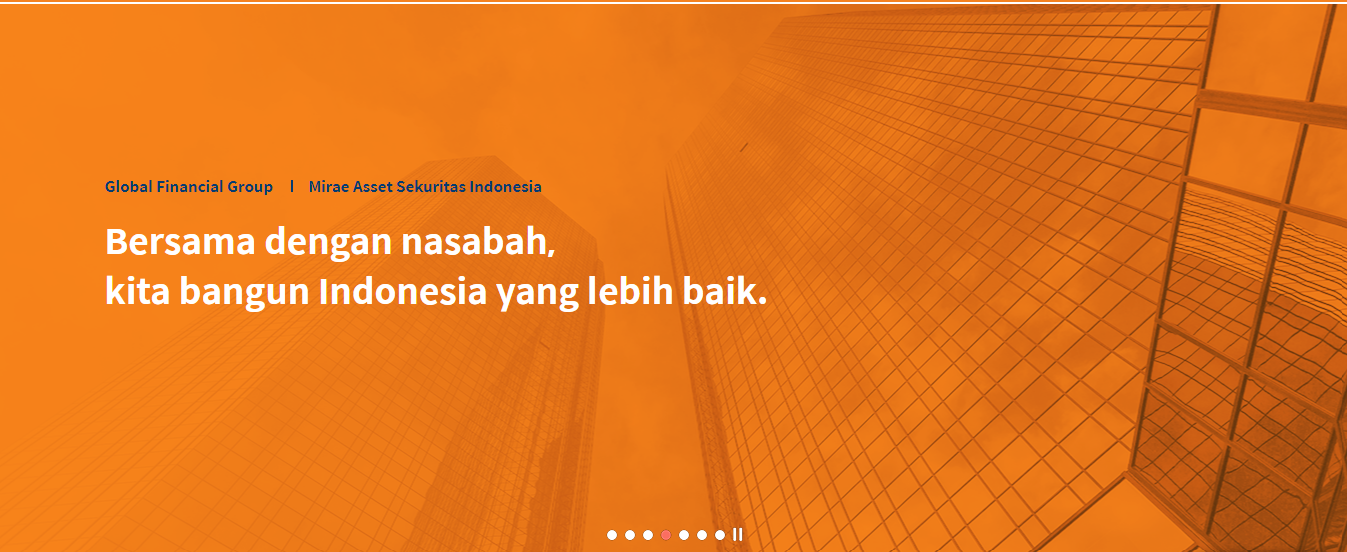 Global Financial Group | Mirae Asset Sekuritas Indonesia
Bersama dengan nasabah,
kita bangun Indonesia yang lebih baik.